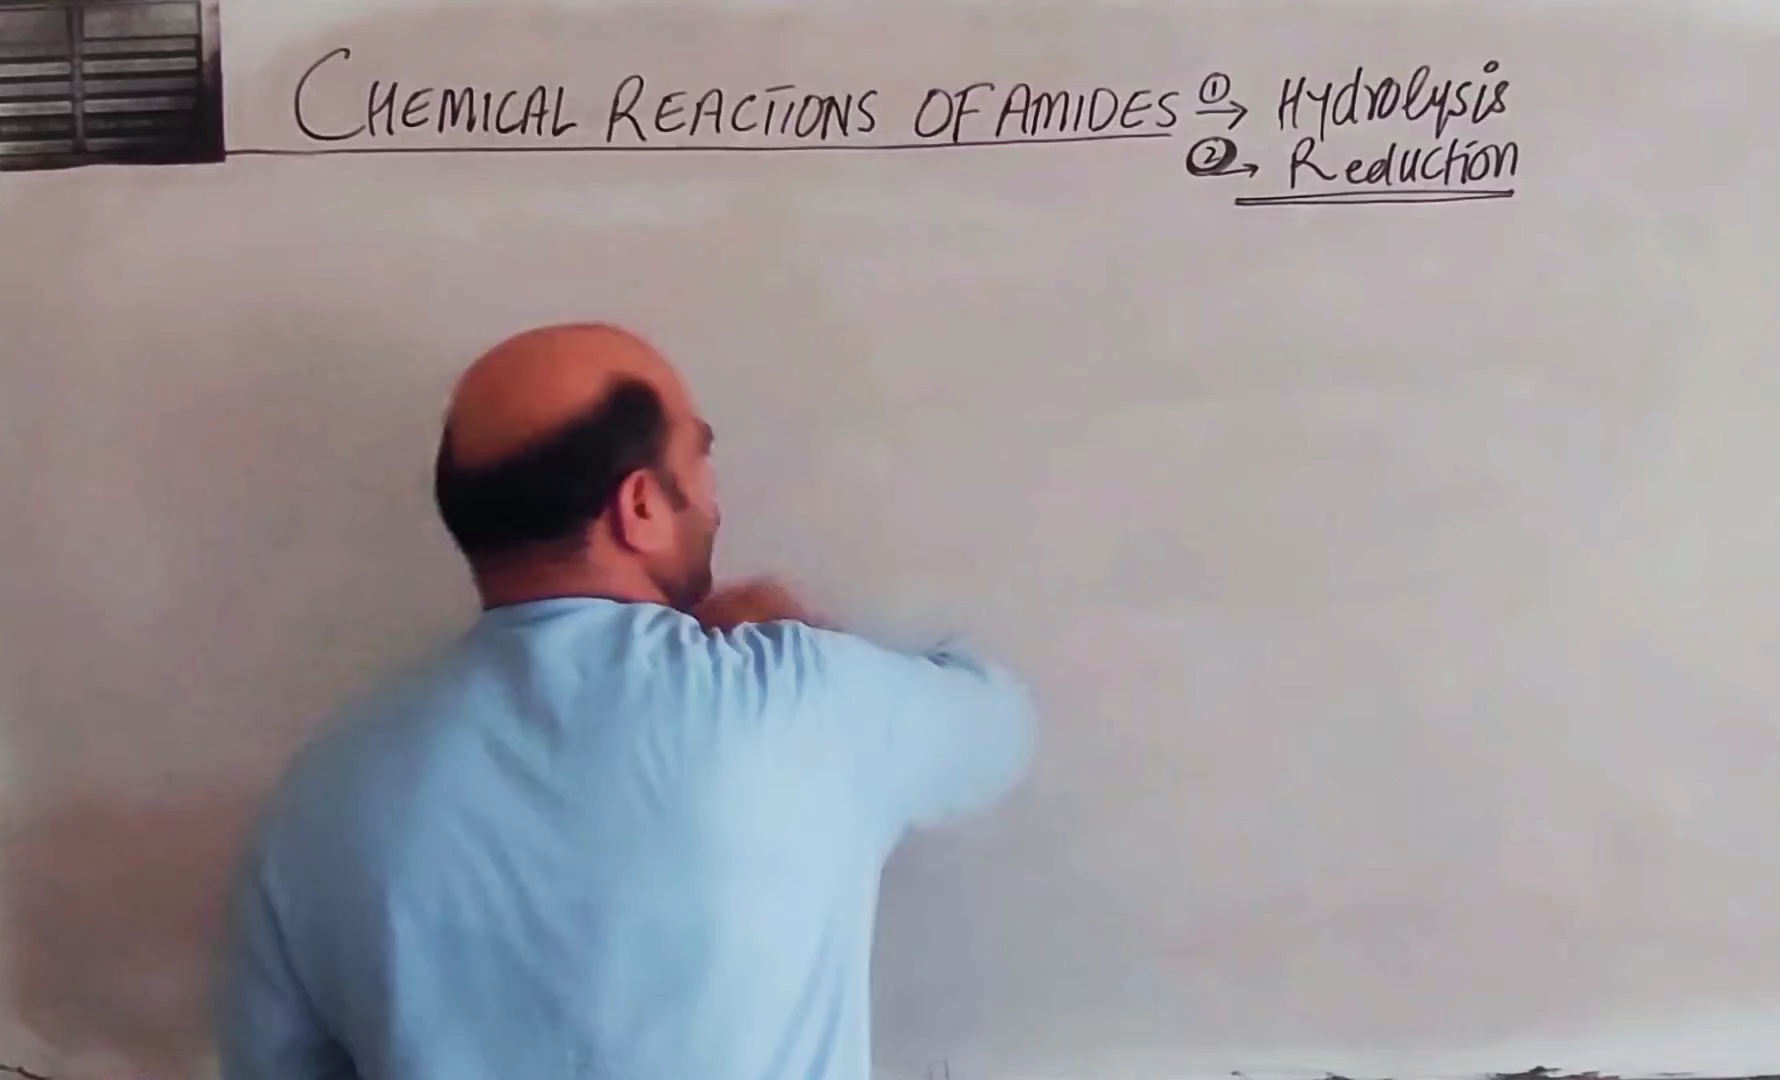 CHEMICAL REACTIONS OF AMIDES ① → Hydrolysis
② → Reduction